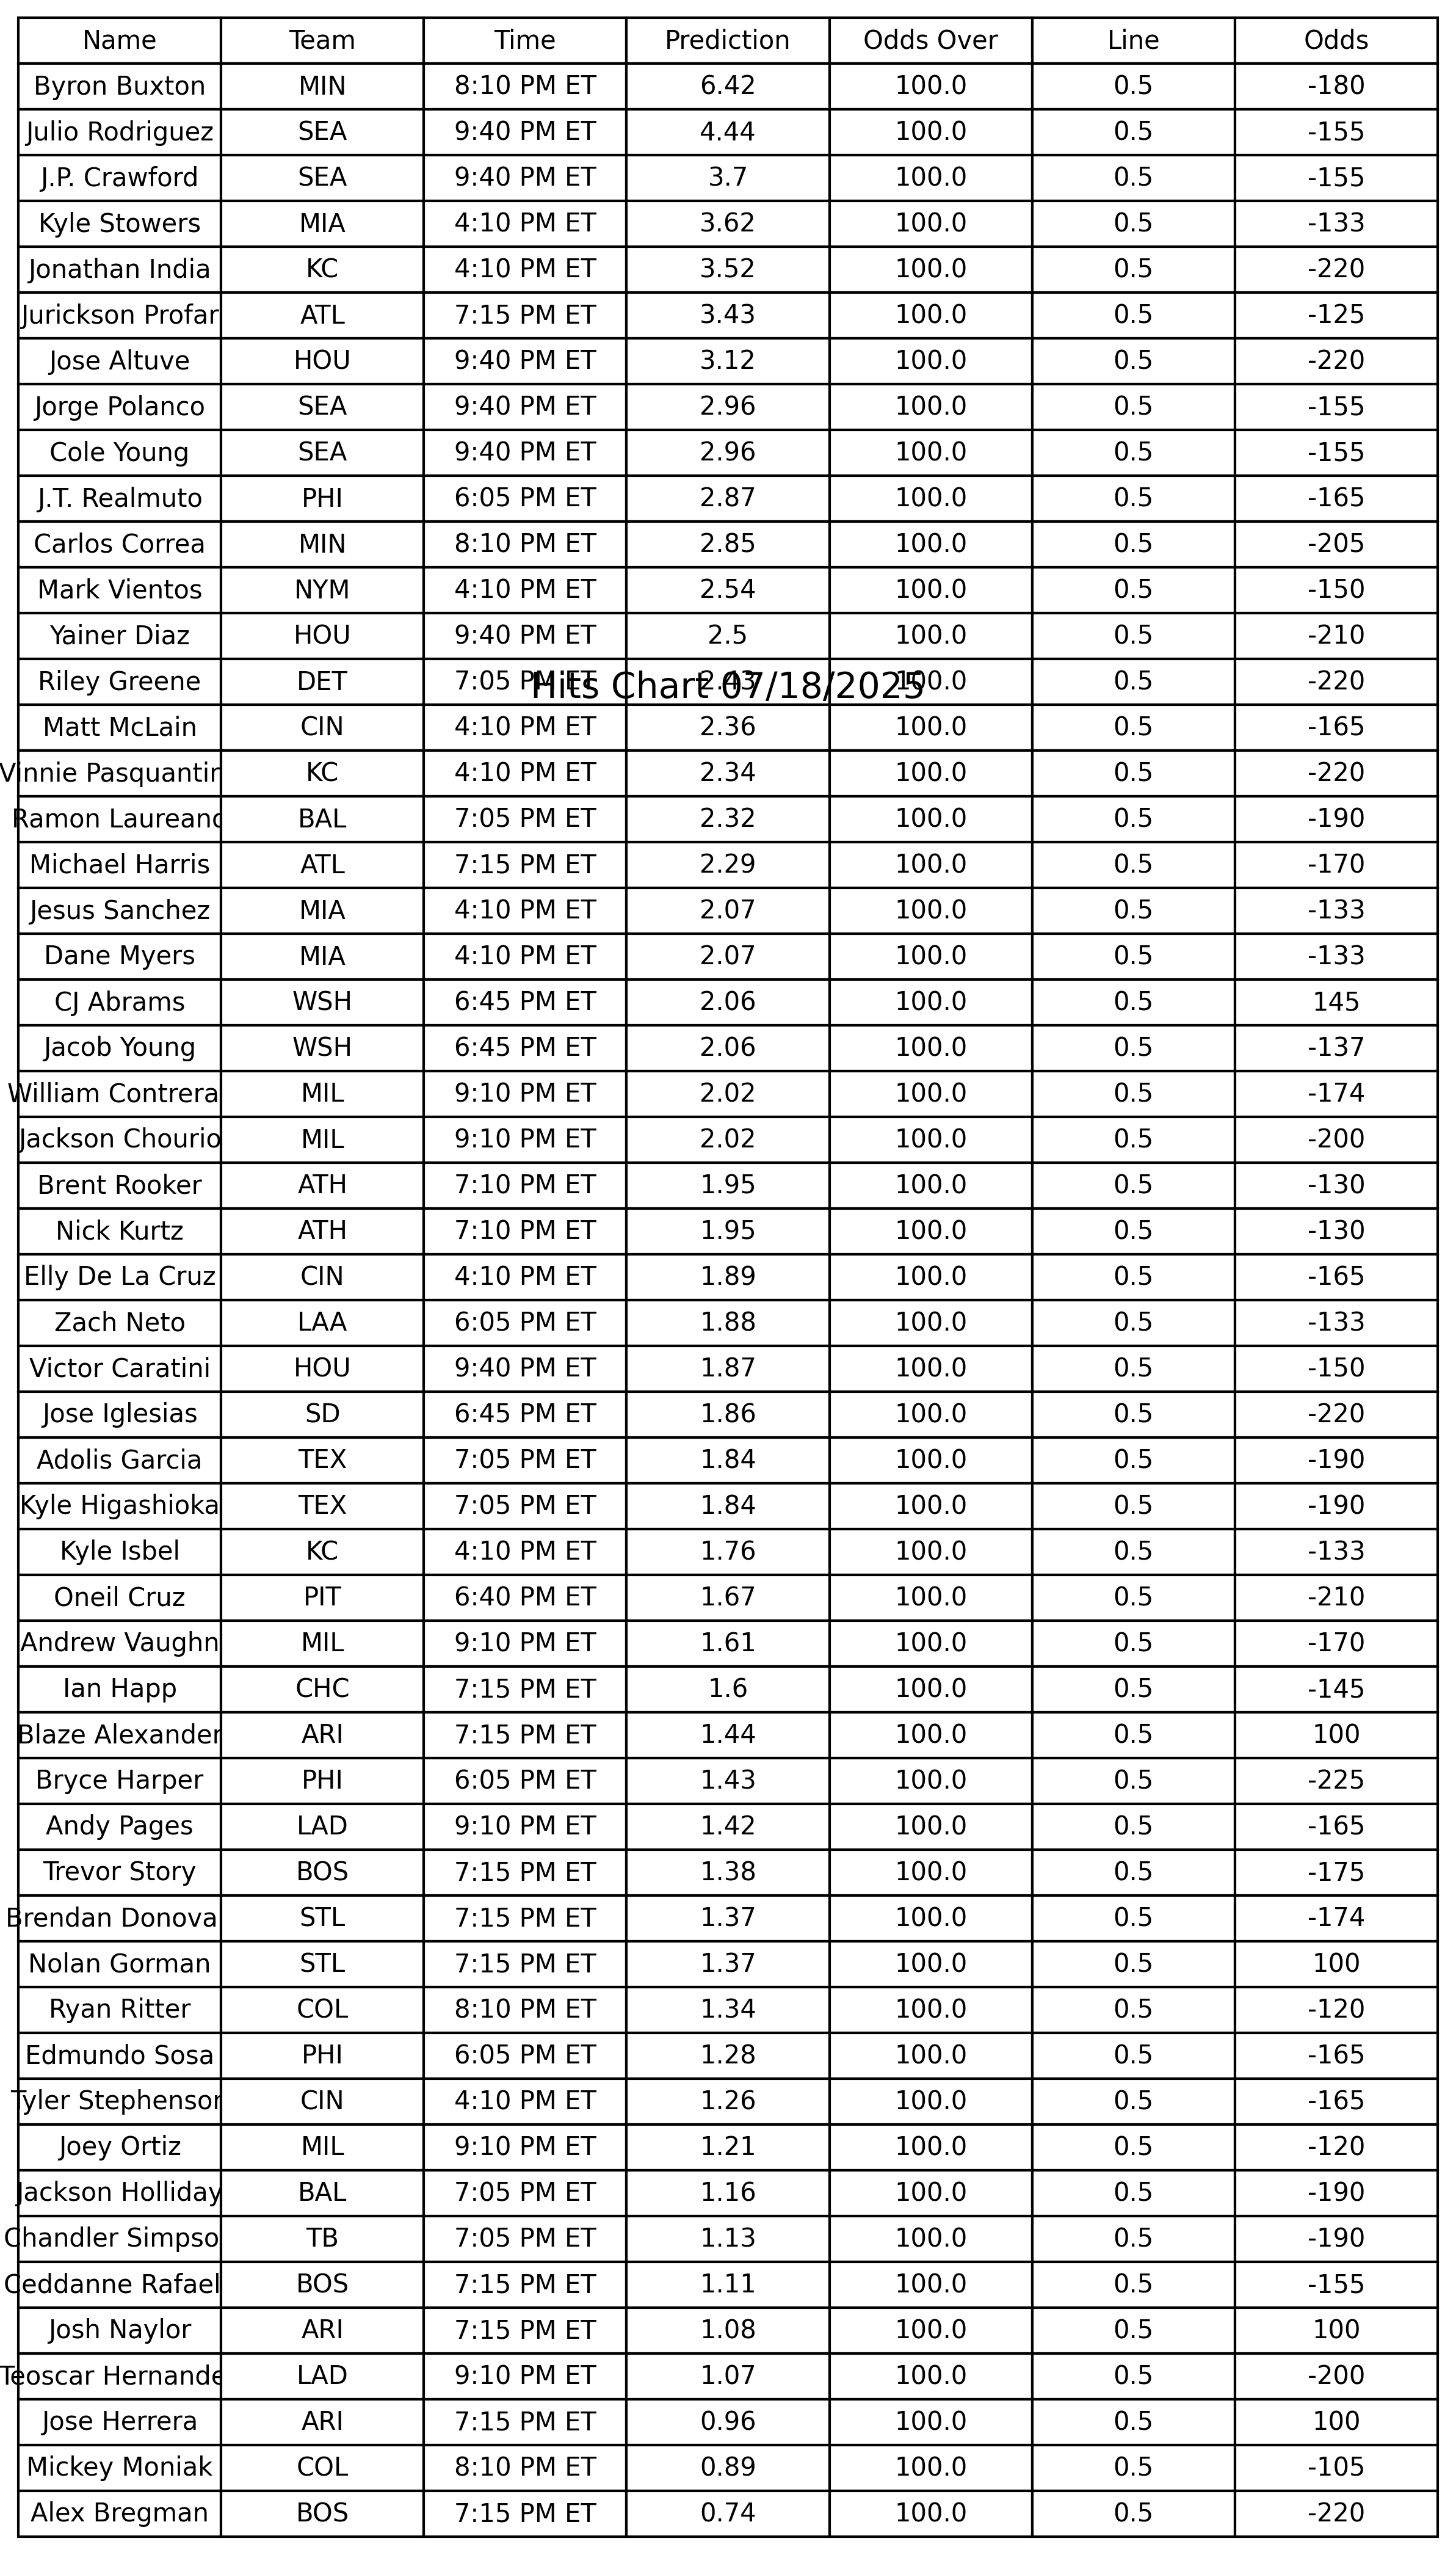 Name Team Time Prediction Odds Over Line Odds
Byron Buxton MIN 8:10 PM ET 6.42 100.0 0.5 -180
Julio Rodriguez SEA 9:40 PM ET 4.44 100.0 0.5 -155
J.P. Crawford SEA 9:40 PM ET 3.7 100.0 0.5 -155
Kyle Stowers MIA 4:10 PM ET 3.62 100.0 0.5 -133
Jonathan India KC 4:10 PM ET 3.52 100.0 0.5 -220
Jurickson Profar ATL 7:15 PM ET 3.43 100.0 0.5 -125
Jose Altuve HOU 9:40 PM ET 3.12 100.0 0.5 -220
Jorge Polanco SEA 9:40 PM ET 2.96 100.0 0.5 -155
Cole Young SEA 9:40 PM ET 2.96 100.0 0.5 -155
J.T. Realmuto PHI 6:05 PM ET 2.87 100.0 0.5 -165
Carlos Correa MIN 8:10 PM ET 2.85 100.0 0.5 -205
Mark Vientos NYM 4:10 PM ET 2.54 100.0 0.5 -150
Yainer Diaz HOU 9:40 PM ET 2.5 100.0 0.5 -210
Riley Greene DET 7:05 PM ET 2.43 100.0 0.5 -220
Hits Chart 07/18/2025
Matt McLain CIN 4:10 PM ET 2.36 100.0 0.5 -165
Vinnie Pasquantin KC 4:10 PM ET 2.34 100.0 0.5 -220
Ramon Laureano BAL 7:05 PM ET 2.32 100.0 0.5 -190
Michael Harris ATL 7:15 PM ET 2.29 100.0 0.5 -170
Jesus Sanchez MIA 4:10 PM ET 2.07 100.0 0.5 -133
Dane Myers MIA 4:10 PM ET 2.07 100.0 0.5 -133
CJ Abrams WSH 6:45 PM ET 2.06 100.0 0.5 145
Jacob Young WSH 6:45 PM ET 2.06 100.0 0.5 -137
William Contrera MIL 9:10 PM ET 2.02 100.0 0.5 -174
Jackson Chourio MIL 9:10 PM ET 2.02 100.0 0.5 -200
Brent Rooker ATH 7:10 PM ET 1.95 100.0 0.5 -130
Nick Kurtz ATH 7:10 PM ET 1.95 100.0 0.5 -130
Elly De La Cruz CIN 4:10 PM ET 1.89 100.0 0.5 -165
Zach Neto LAA 6:05 PM ET 1.88 100.0 0.5 -133
Victor Caratini HOU 9:40 PM ET 1.87 100.0 0.5 -150
Jose Iglesias SD 6:45 PM ET 1.86 100.0 0.5 -220
Adolis Garcia TEX 7:05 PM ET 1.84 100.0 0.5 -190
Kyle Higashioka TEX 7:05 PM ET 1.84 100.0 0.5 -190
Kyle Isbel KC 4:10 PM ET 1.76 100.0 0.5 -133
Oneil Cruz PIT 6:40 PM ET 1.67 100.0 0.5 -210
Andrew Vaughn MIL 9:10 PM ET 1.61 100.0 0.5 -170
Ian Happ CHC 7:15 PM ET 1.6 100.0 0.5 -145
Blaze Alexander ARI 7:15 PM ET 1.44 100.0 0.5 100
Bryce Harper PHI 6:05 PM ET 1.43 100.0 0.5 -225
Andy Pages LAD 9:10 PM ET 1.42 100.0 0.5 -165
Trevor Story BOS 7:15 PM ET 1.38 100.0 0.5 -175
Brendan Donova STL 7:15 PM ET 1.37 100.0 0.5 -174
Nolan Gorman STL 7:15 PM ET 1.37 100.0 0.5 100
Ryan Ritter COL 8:10 PM ET 1.34 100.0 0.5 -120
Edmundo Sosa PHI 6:05 PM ET 1.28 100.0 0.5 -165
Tyler Stephenson CIN 4:10 PM ET 1.26 100.0 0.5 -165
Joey Ortiz MIL 9:10 PM ET 1.21 100.0 0.5 -120
Jackson Holliday BAL 7:05 PM ET 1.16 100.0 0.5 -190
Chandler Simpso TB 7:05 PM ET 1.13 100.0 0.5 -190
Ceddanne Rafael BOS 7:15 PM ET 1.11 100.0 0.5 -155
Josh Naylor ARI 7:15 PM ET 1.08 100.0 0.5 100
Teoscar Hernande LAD 9:10 PM ET 1.07 100.0 0.5 -200
Jose Herrera ARI 7:15 PM ET 0.96 100.0 0.5 100
Mickey Moniak COL 8:10 PM ET 0.89 100.0 0.5 -105
Alex Bregman BOS 7:15 PM ET 0.74 100.0 0.5 -220